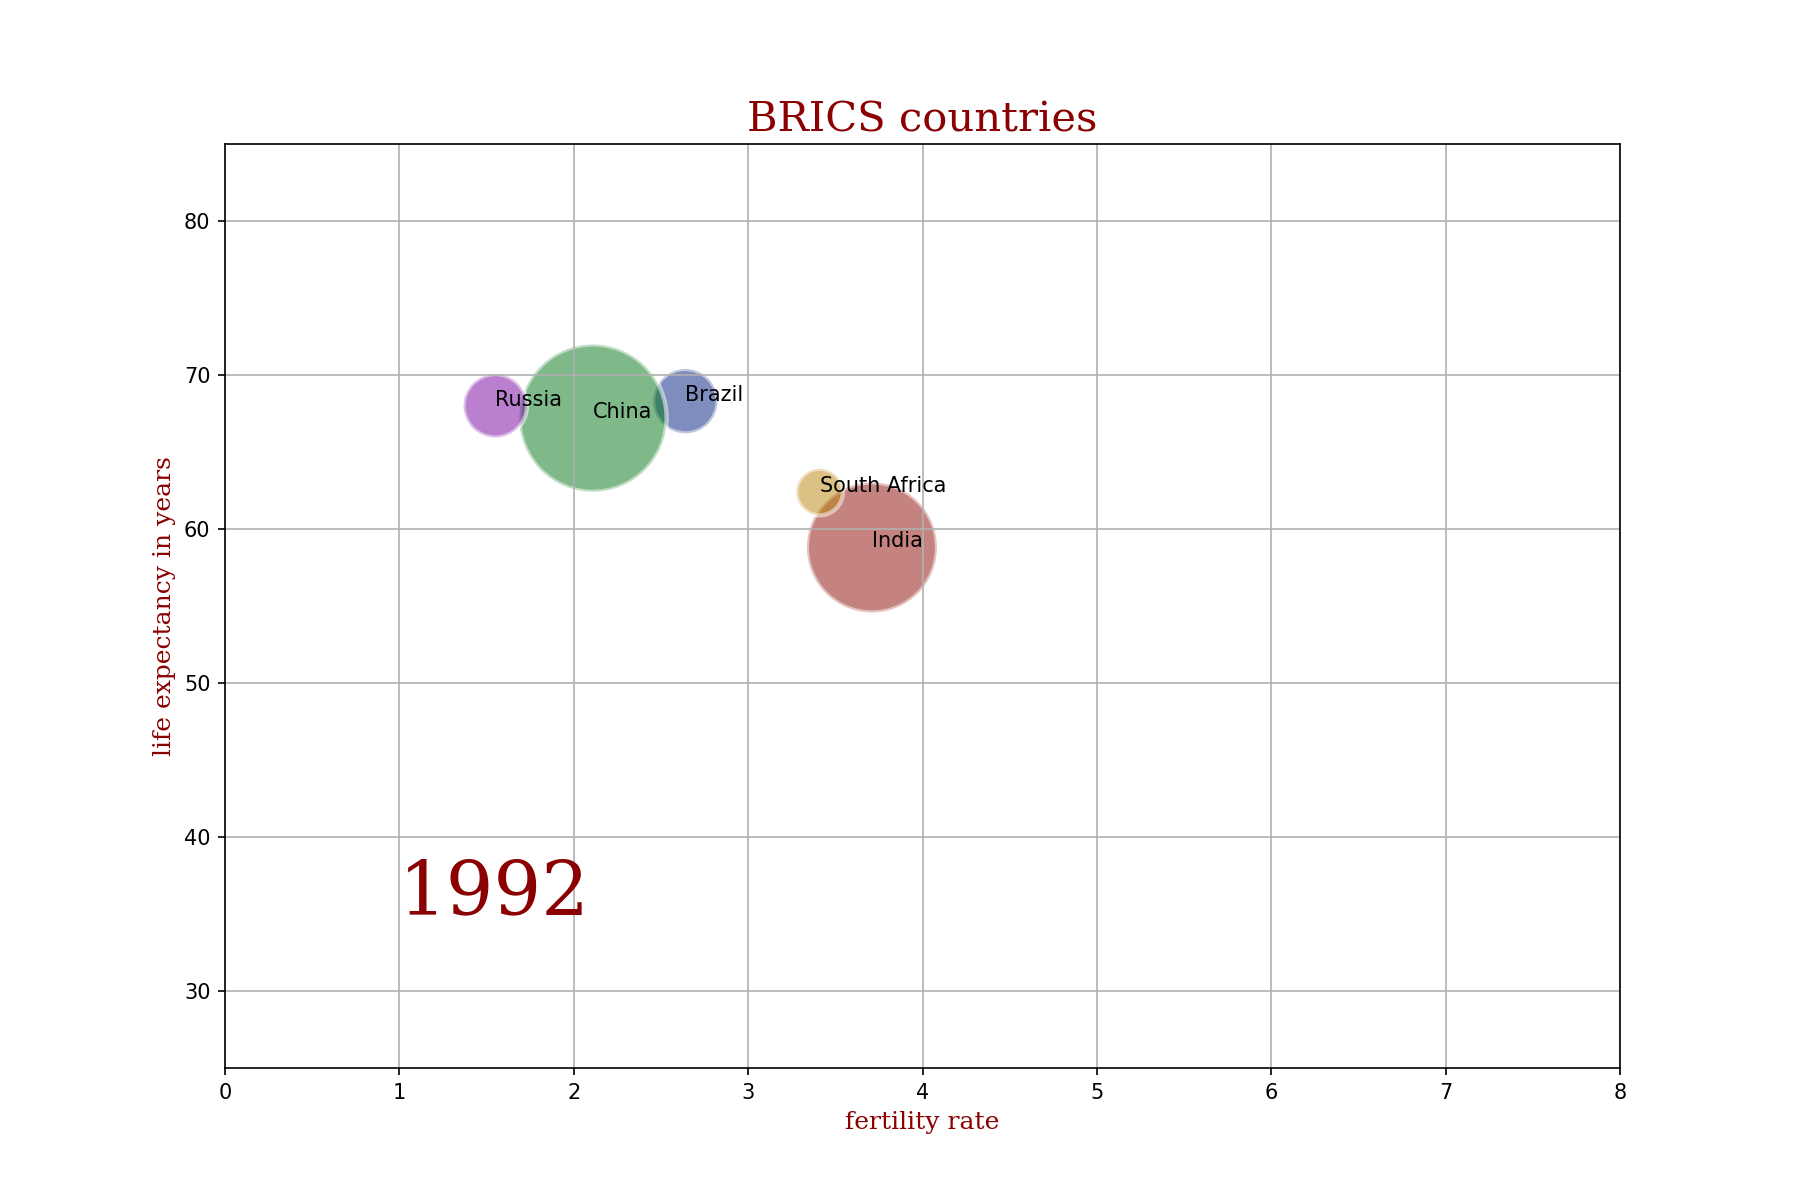 BRICS countries
80
70
60
50
40
30
life expectancy in years
Russia
China
Brazil
South Africa
India
1992
0 1 2 3 4 5 6 7 8
fertility rate